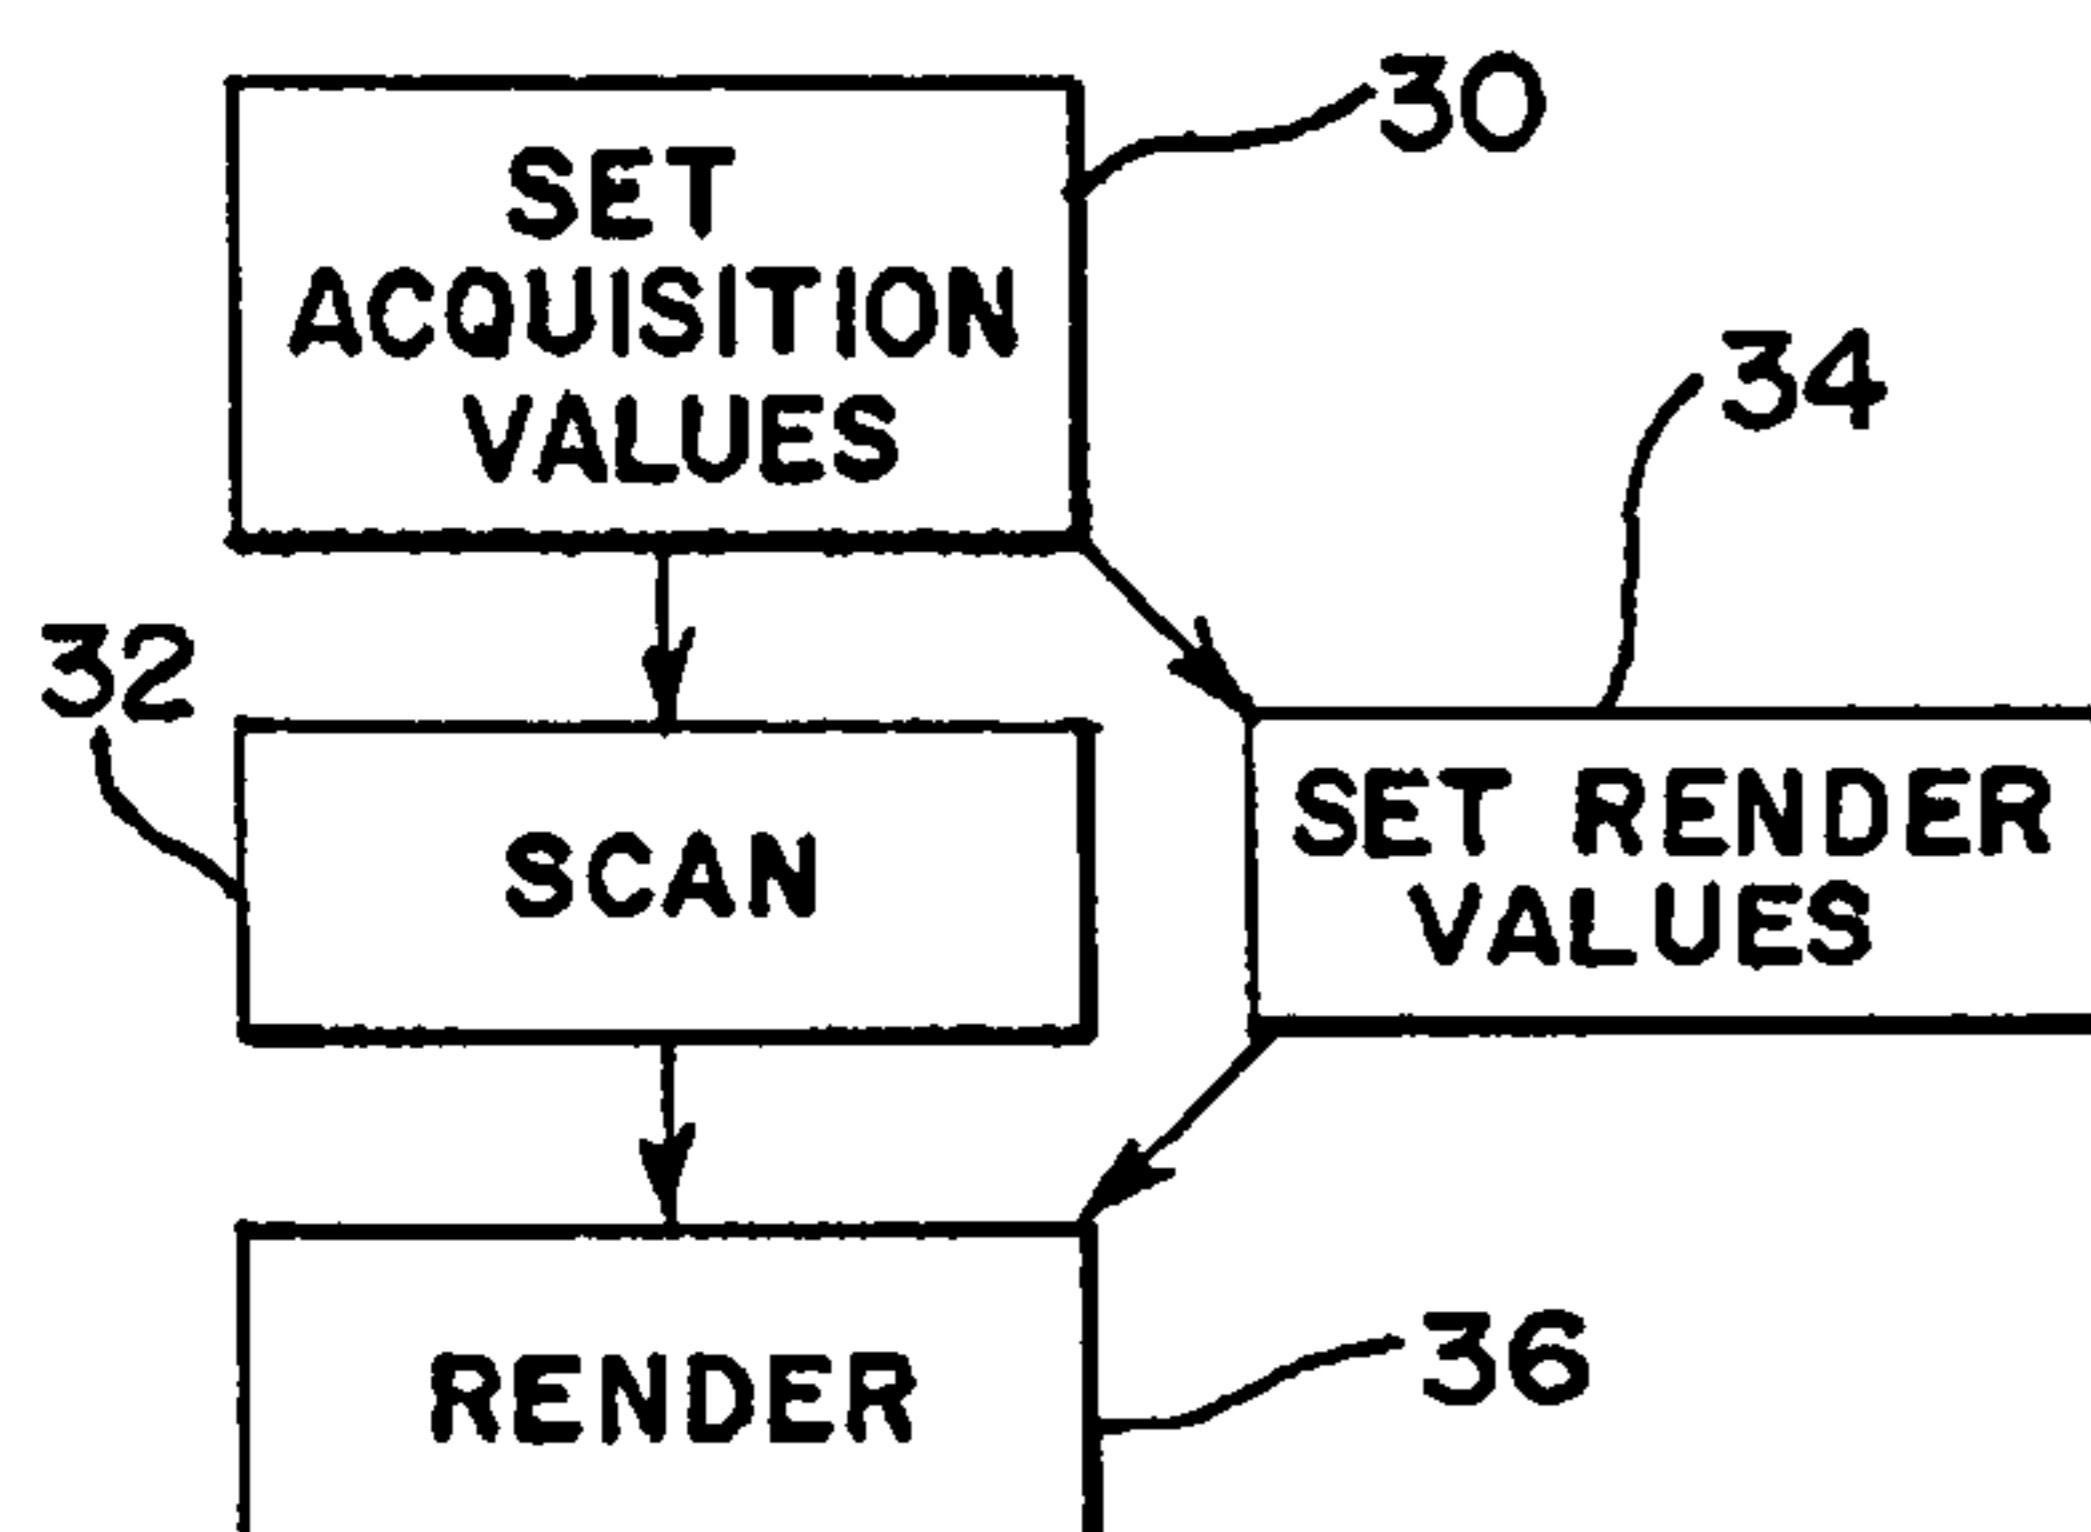 30
SET
ACQUISITION
VALUES
34
32
SCAN
SET RENDER
VALUES
RENDER
36